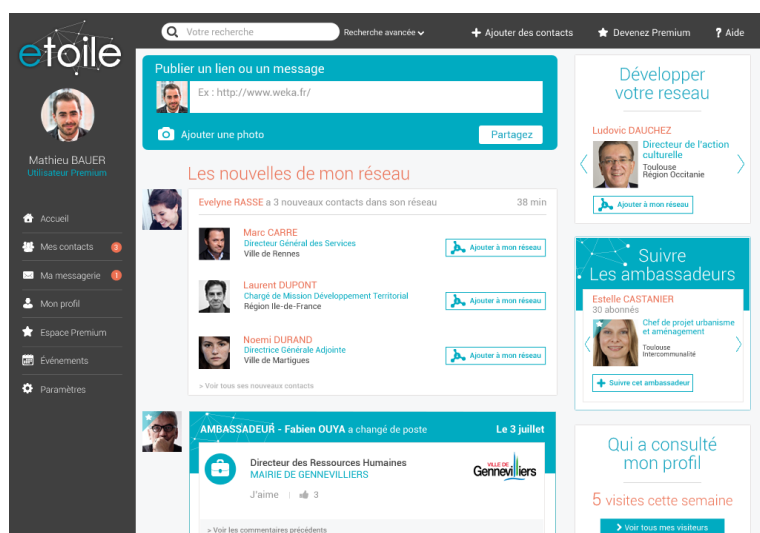 etoile
Votre recherche
Recherche avancée
Ajouter des contacts
Devenez Premium
? Aide
Mathieu BAUER
Utilisateur Premium
Accueil
Mes contacts 3
Ma messagerie 1
Mon profil
Espace Premium
Événements
Paramètres
Publier un lien ou un message
Ex : http://www.weka.fr/
Ajouter une photo
Partagez
Les nouvelles de mon réseau
Evelyne RASSE a 3 nouveaux contacts dans son réseau
38 min
Marc CARRE
Directeur Général des Services
Ville de Rennes
Ajouter à mon réseau
Laurent DUPONT
Chargé de Mission Développement Territorial
Région Ile-de-France
Ajouter à mon réseau
Noemi DURAND
Directrice Générale Adjointe
Ville de Martigues
Ajouter à mon réseau
» Voir tous ses nouveaux contacts
AMBASSADEUR - Fabien OUYA a changé de poste
Le 3 juillet
Directeur des Ressources Humaines
MAIRIE DE GENNEVILLIERS
VILLE DE
Gennevilliers
J'aime
3
» Voir les commentaires précédents
Développer
votre reseau
Ludovic DAUCHEZ
Directeur de l'action
culturelle
Toulouse
Région Occitanie
Ajouter à mon réseau
Suivre
Les ambassadeurs
Estelle CASTANIER
30 abonnés
Chef de projet urbanisme
et aménagement
Toulouse
Intercommunalité
Suivre cet ambassadeur
Qui a consulté
mon profil
5 visites cette semaine
Voir tous mes visiteurs